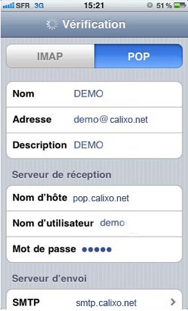 SFR 3G 15:21
Vérification
IMAP POP
Nom DEMO
Adresse demo@calixo.net
Description DEMO
Serveur de réception
Nom d'hôte pop.calixo.net
Nom d'utilisateur demo
Mot de passe ●●●●●
Serveur d'envoi
SMTP smtp.calixo.net